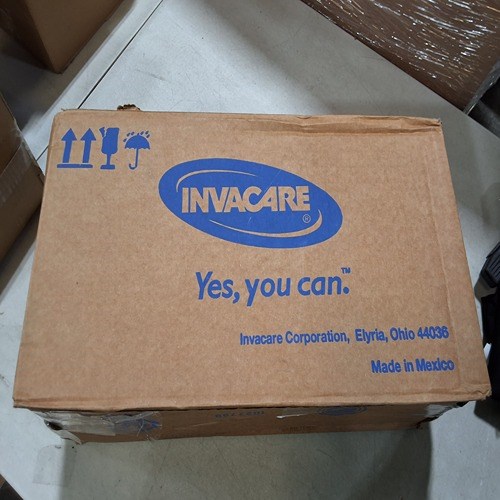 INVACARE®
Yes, you can.™
Invacare Corporation, Elyria, Ohio 44036
Made in Mexico